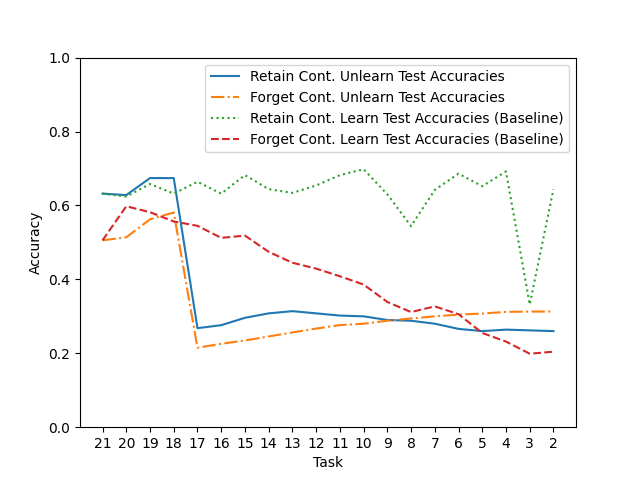 1.0
0.8
0.6
0.4
0.2
0.0
Accuracy
Retain Cont. Unlearn Test Accuracies
Forget Cont. Unlearn Test Accuracies
Retain Cont. Learn Test Accuracies (Baseline)
Forget Cont. Learn Test Accuracies (Baseline)
21 20 19 18 17 16 15 14 13 12 11 10 9 8 7 6 5 4 3 2
Task